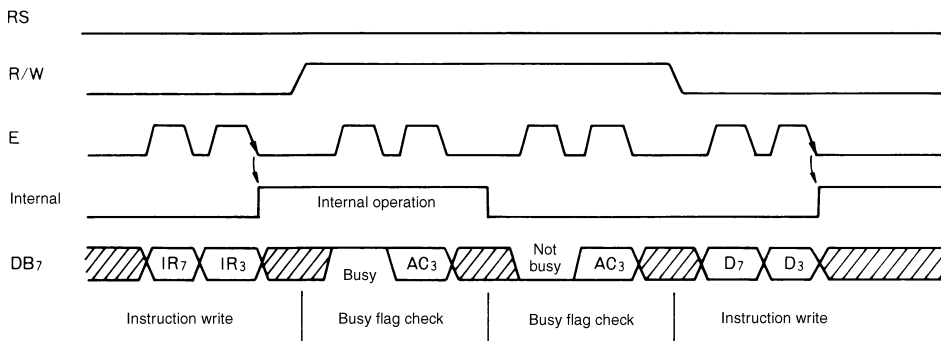 RS
R/W
E
Internal
Internal operation
DB7
IR7 IR3 Busy AC3 Not busy AC3 D7 D3
Instruction write Busy flag check Busy flag check Instruction write